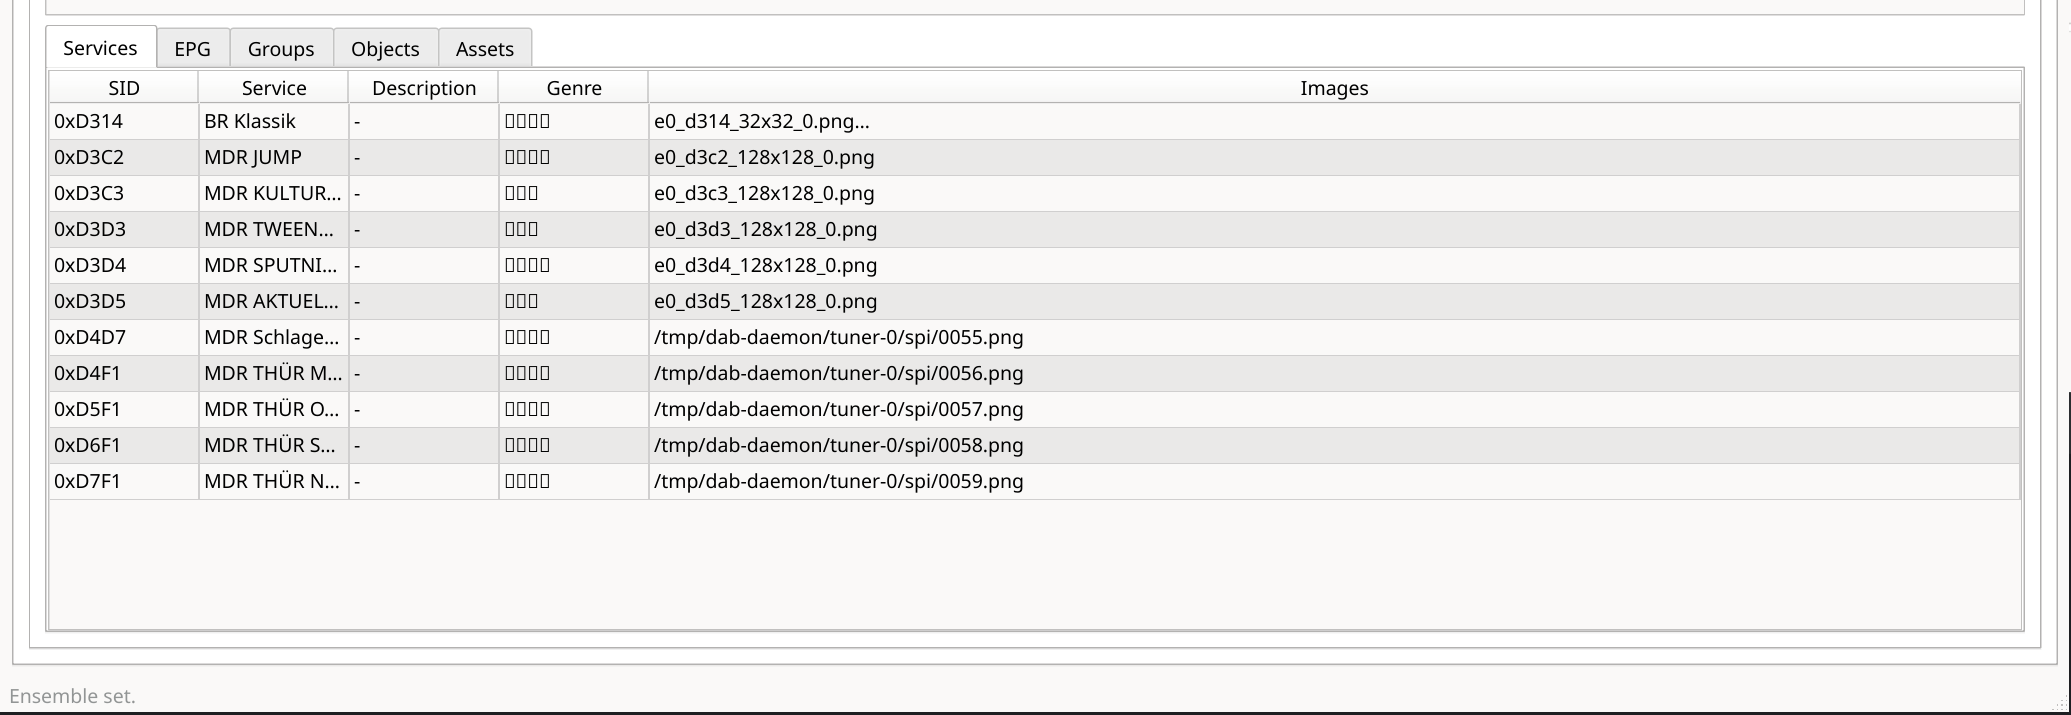 Services EPG Groups Objects Assets
SID Service Description Genre Images
0xD314 BR Klassik - e0_d314_32x32_0.png...
0xD3C2 MDR JUMP - e0_d3c2_128x128_0.png
0xD3C3 MDR KULTUR... - e0_d3c3_128x128_0.png
0xD3D3 MDR TWEEN... - e0_d3d3_128x128_0.png
0xD3D4 MDR SPUTNI... - e0_d3d4_128x128_0.png
0xD3D5 MDR AKTUEL... - e0_d3d5_128x128_0.png
0xD4D7 MDR Schlage... - /tmp/dab-daemon/tuner-0/spi/0055.png
0xD4F1 MDR THÜR M... - /tmp/dab-daemon/tuner-0/spi/0056.png
0xD5F1 MDR THÜR O... - /tmp/dab-daemon/tuner-0/spi/0057.png
0xD6F1 MDR THÜR S... - /tmp/dab-daemon/tuner-0/spi/0058.png
0xD7F1 MDR THÜR N... - /tmp/dab-daemon/tuner-0/spi/0059.png
Ensemble set.